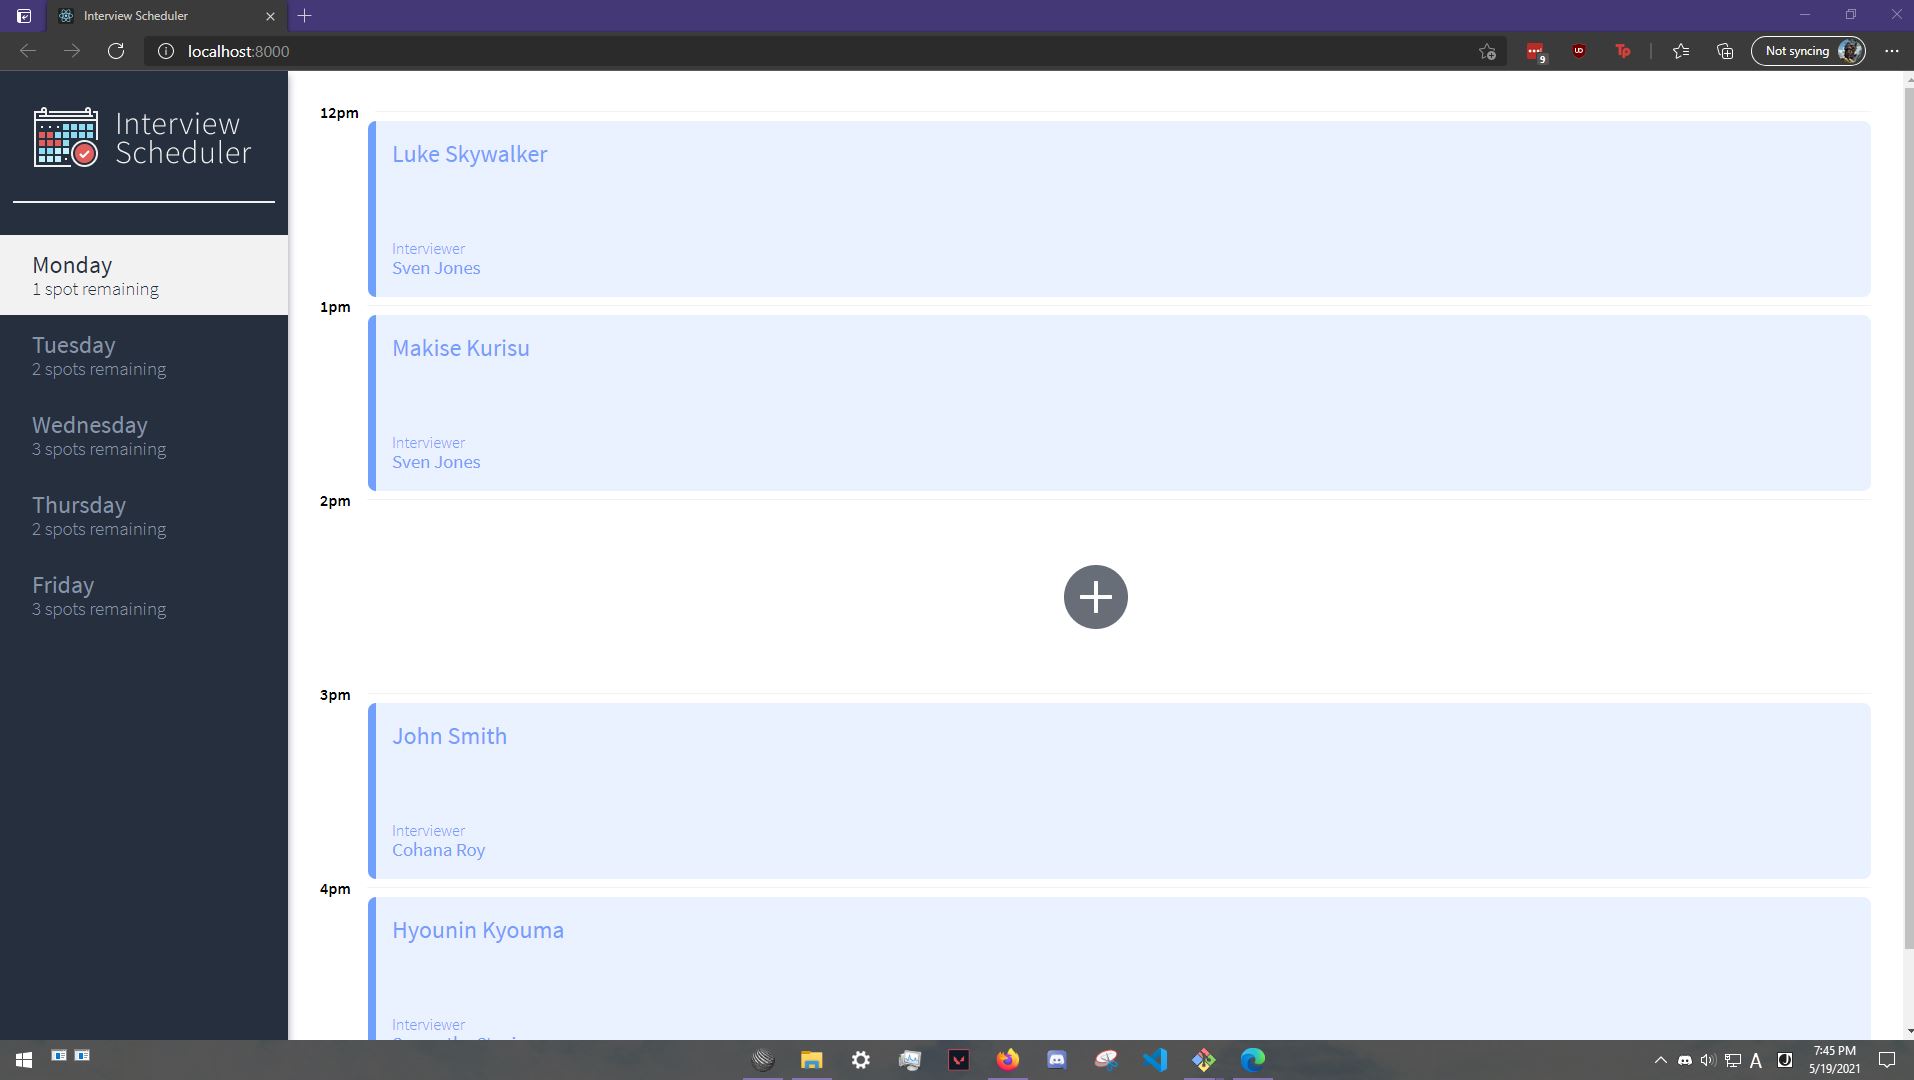 Interview Scheduler
localhost:8000
9
UD
Tp
Not syncing
Interview
Scheduler
Monday
1 spot remaining
Tuesday
2 spots remaining
Wednesday
3 spots remaining
Thursday
2 spots remaining
Friday
3 spots remaining
12pm
Luke Skywalker
Interviewer
Sven Jones
1pm
Makise Kurisu
Interviewer
Sven Jones
2pm
3pm
John Smith
Interviewer
Cohana Roy
4pm
Hyounin Kyouma
Interviewer
A
7:45 PM
5/19/2021